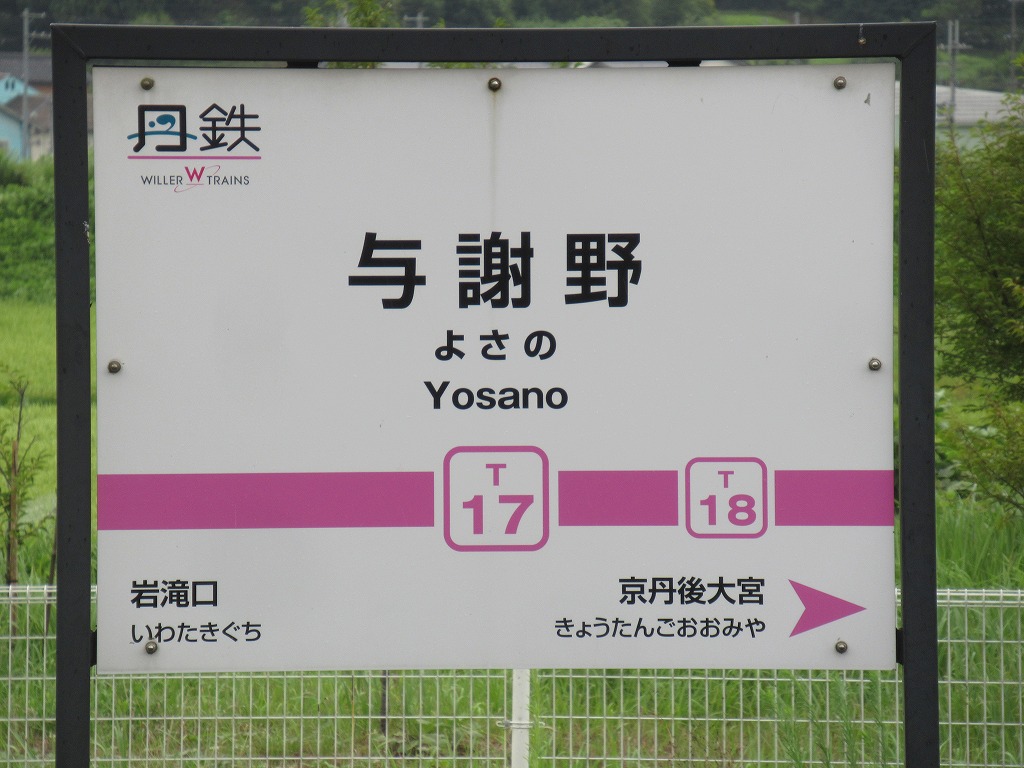 丹鉄
WILLER W TRAINS
与謝野
よさの
Yosano
T
17
T
18
岩滝口
いわたきぐち
京丹後大宮
きょうたんごおおみや